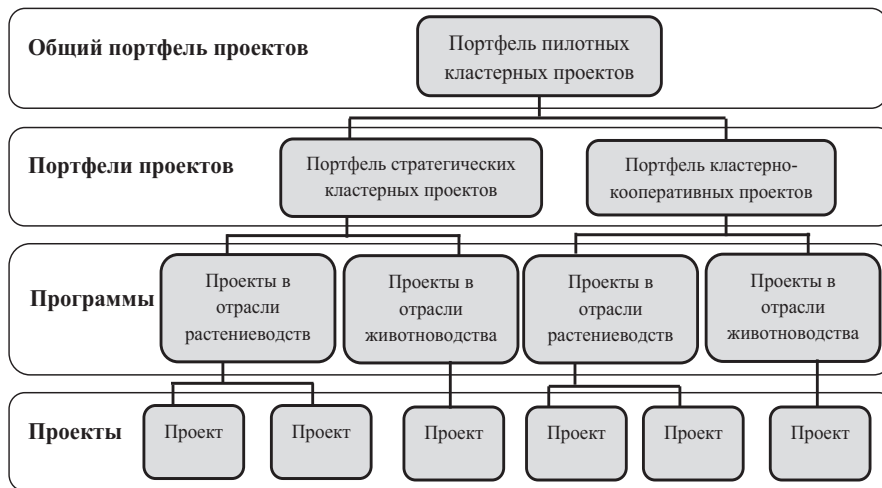 Общий портфель проектов
Портфель пилотных
кластерных проектов
Портфели проектов
Портфель стратегических
кластерных проектов
Портфель кластерно-
кооперативных проектов
Программы
Проекты в
отрасли
растениеводств
Проекты в
отрасли
животноводства
Проекты в
отрасли
растениеводств
Проекты в
отрасли
животноводства
Проекты
Проект
Проект
Проект
Проект
Проект
Проект